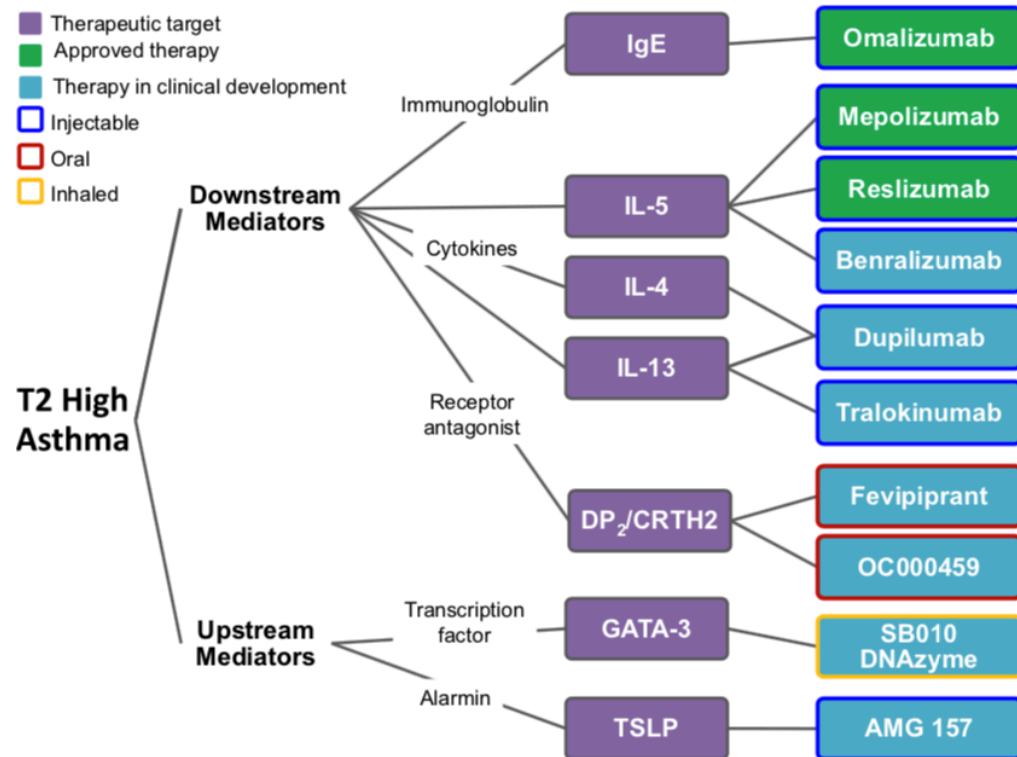 Therapeutic target
Approved therapy
Therapy in clinical development
Injectable
Oral
Inhaled
T2 High
Asthma
Downstream
Mediators
Immunoglobulin
Cytokines
Receptor
antagonist
IgE
IL-5
IL-4
IL-13
DP2/CRTH2
Omalizumab
Mepolizumab
Reslizumab
Benralizumab
Dupilumab
Tralokinumab
Fevipiprant
OC000459
Upstream
Mediators
Transcription
factor
Alarmin
GATA-3
TSLP
SB010
DNAzyme
AMG 157